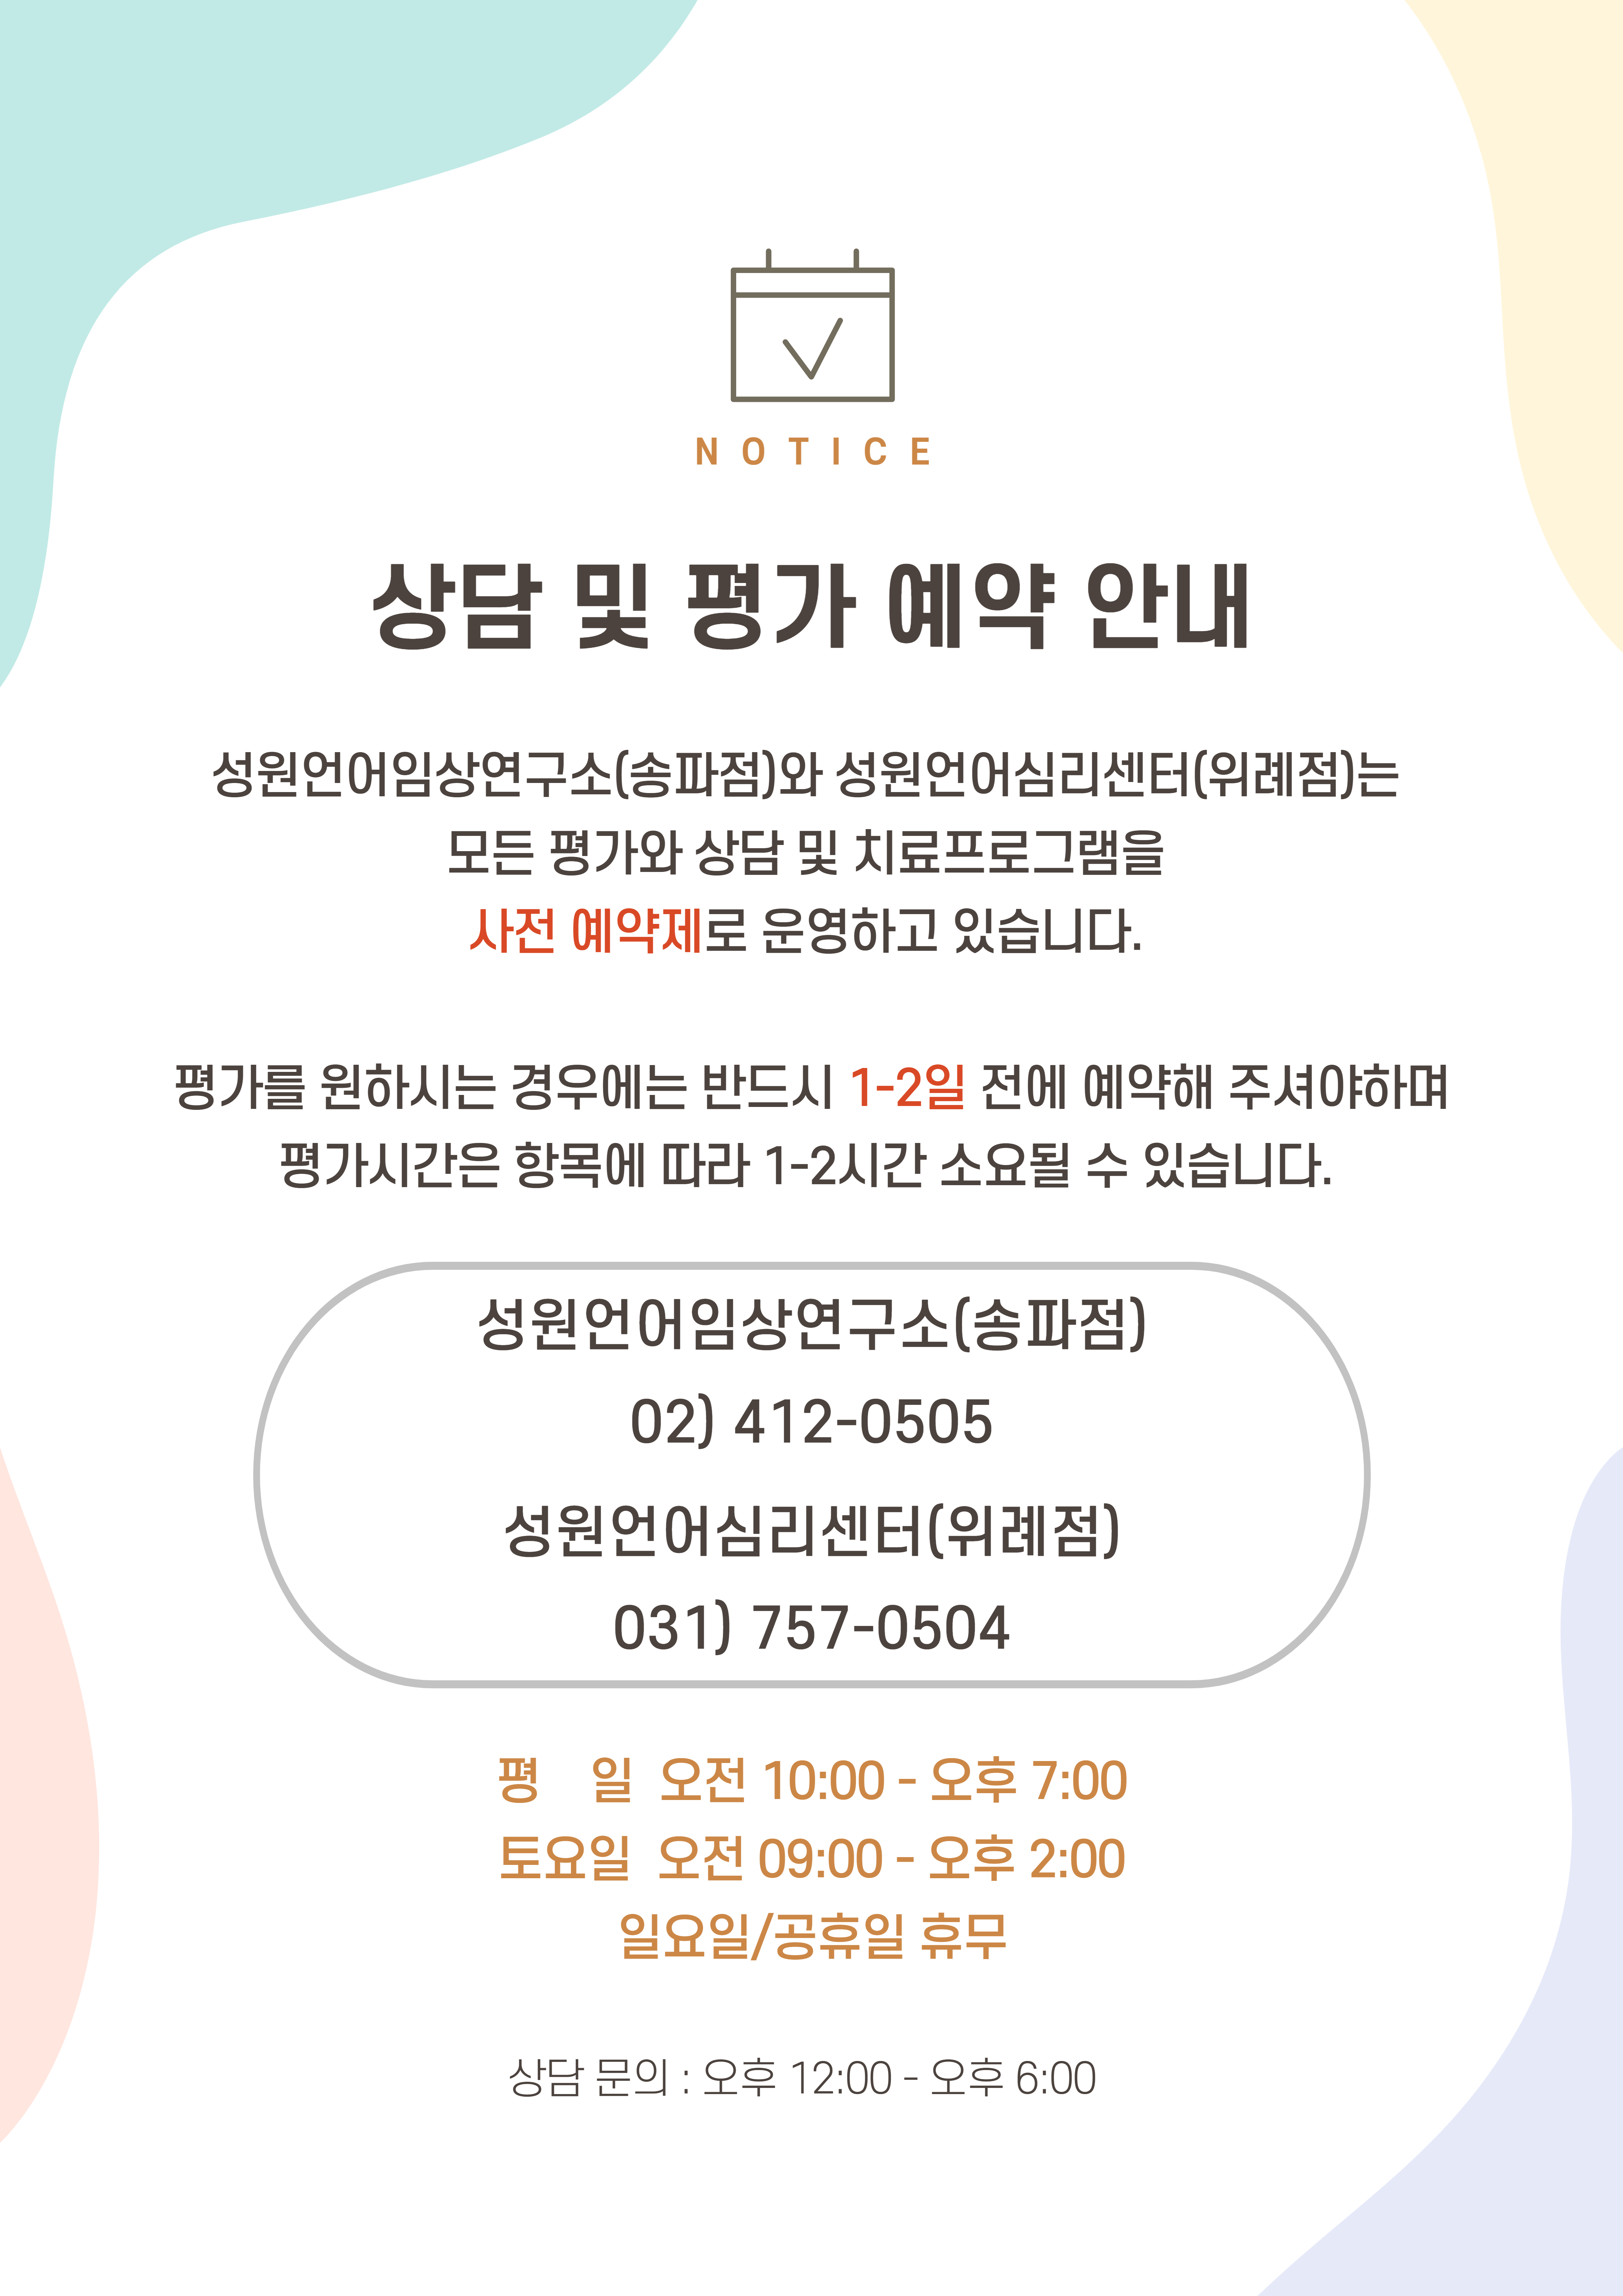 NOTICE
상담 및 평가 예약 안내
성원언어임상연구소(송파점)와 성원언어심리센터(위례점)는
모든 평가와 상담 및 치료프로그램을
사전 예약제로 운영하고 있습니다.
평가를 원하시는 경우에는 반드시 1-2일 전에 예약해 주셔야하며
평가시간은 항목에 따라 1-2시간 소요될 수 있습니다.
성원언어임상연구소(송파점)
02) 412-0505
성원언어심리센터(위례점)
031) 757-0504
평 일 오전 10:00 - 오후 7:00
토요일 오전 09:00 - 오후 2:00
일요일/공휴일 휴무
상담 문의 : 오후 12:00 - 오후 6:00